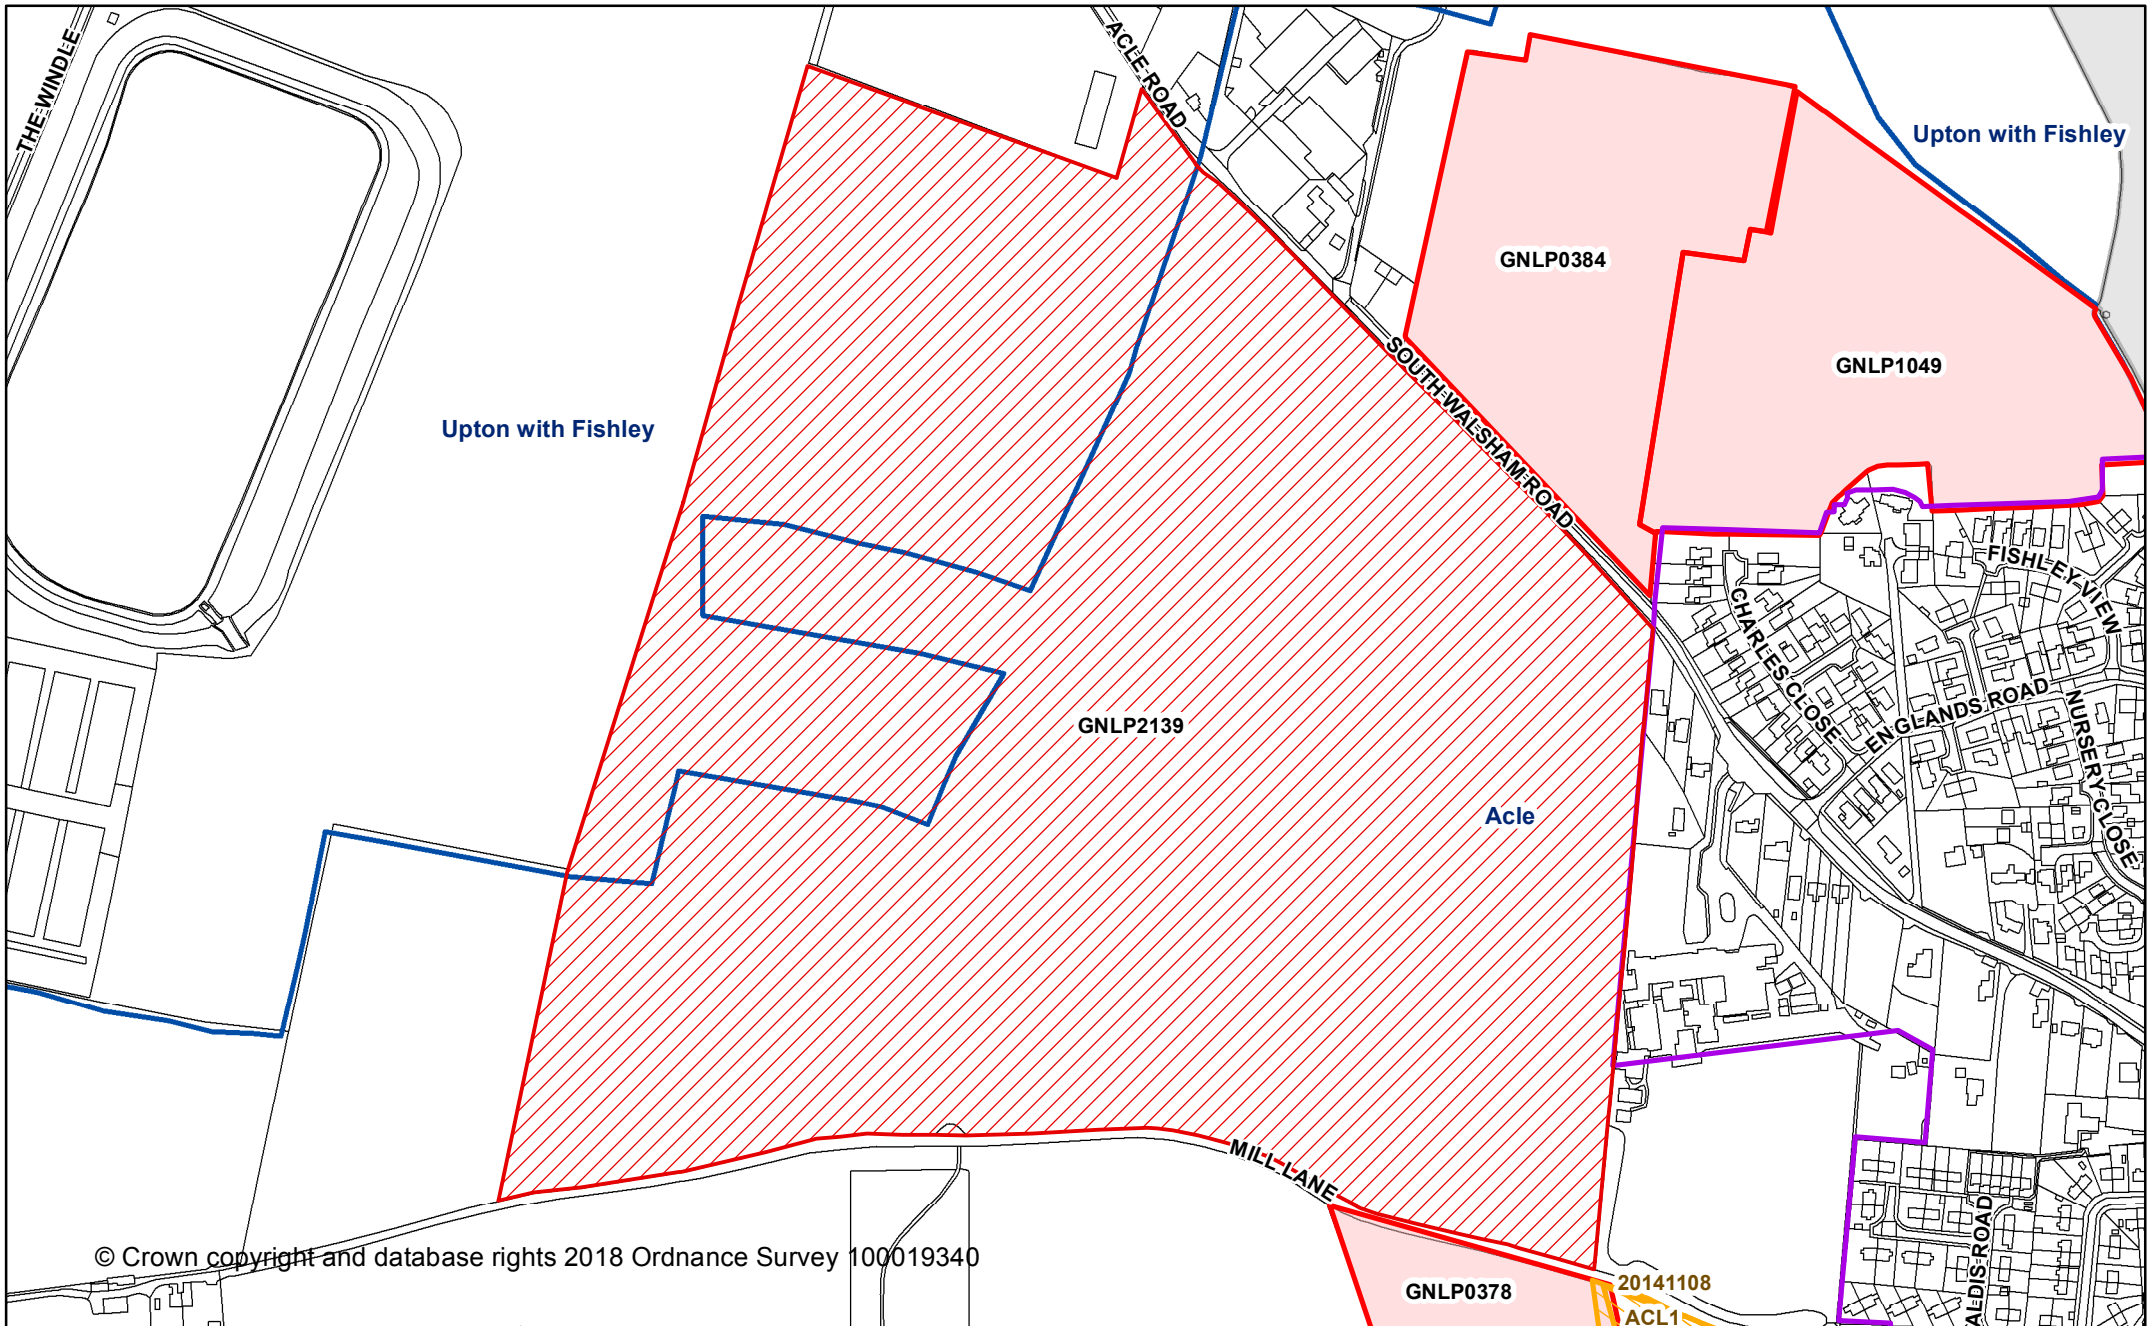 THE WINDLE
ACLE ROAD
Upton with Fishley
GNLP0384
GNLP1049
SOUTH WALSHAM ROAD
Upton with Fishley
FISHLEY VIEW
CHARLES CLOSE
ENGLANDS ROAD
NURSERY CLOSE
GNLP2139
Acle
MILL LANE
ALDIS ROAD
© Crown copyright and database rights 2018 Ordnance Survey 100019340
GNLP0378
20141108
ACL1